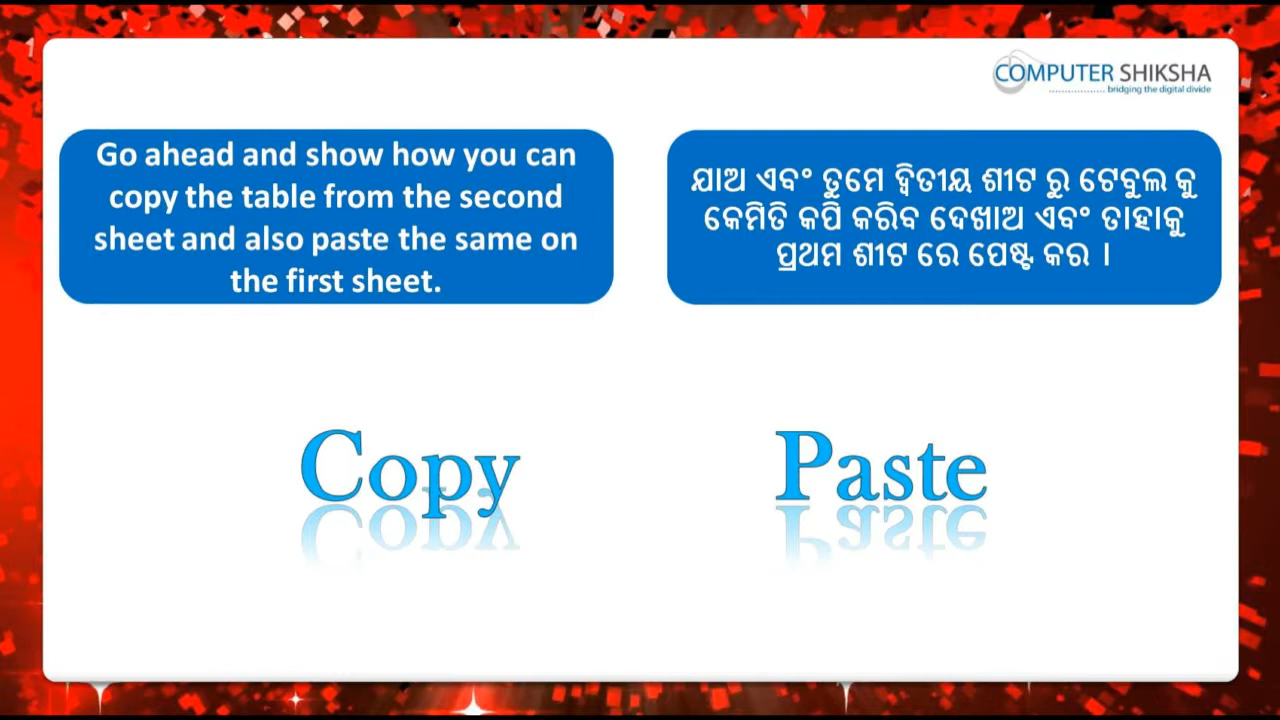 COMPUTER SHIKSHA
bridging the digital divide
Go ahead and show how you can
copy the table from the second
sheet and also paste the same on
the first sheet.
ଯାଅ ଏବଂ ତୁମେ ଦ୍ୱିତୀୟ ଶୀଟ ରୁ ଟେବୁଲ କୁ
କେମିତି କପି କରିବ ଦେଖାଅ ଏବଂ ତାହାକୁ
ପ୍ରଥମ ଶୀଟ ରେ ପେଷ୍ଟ କର ।
Copy
Paste